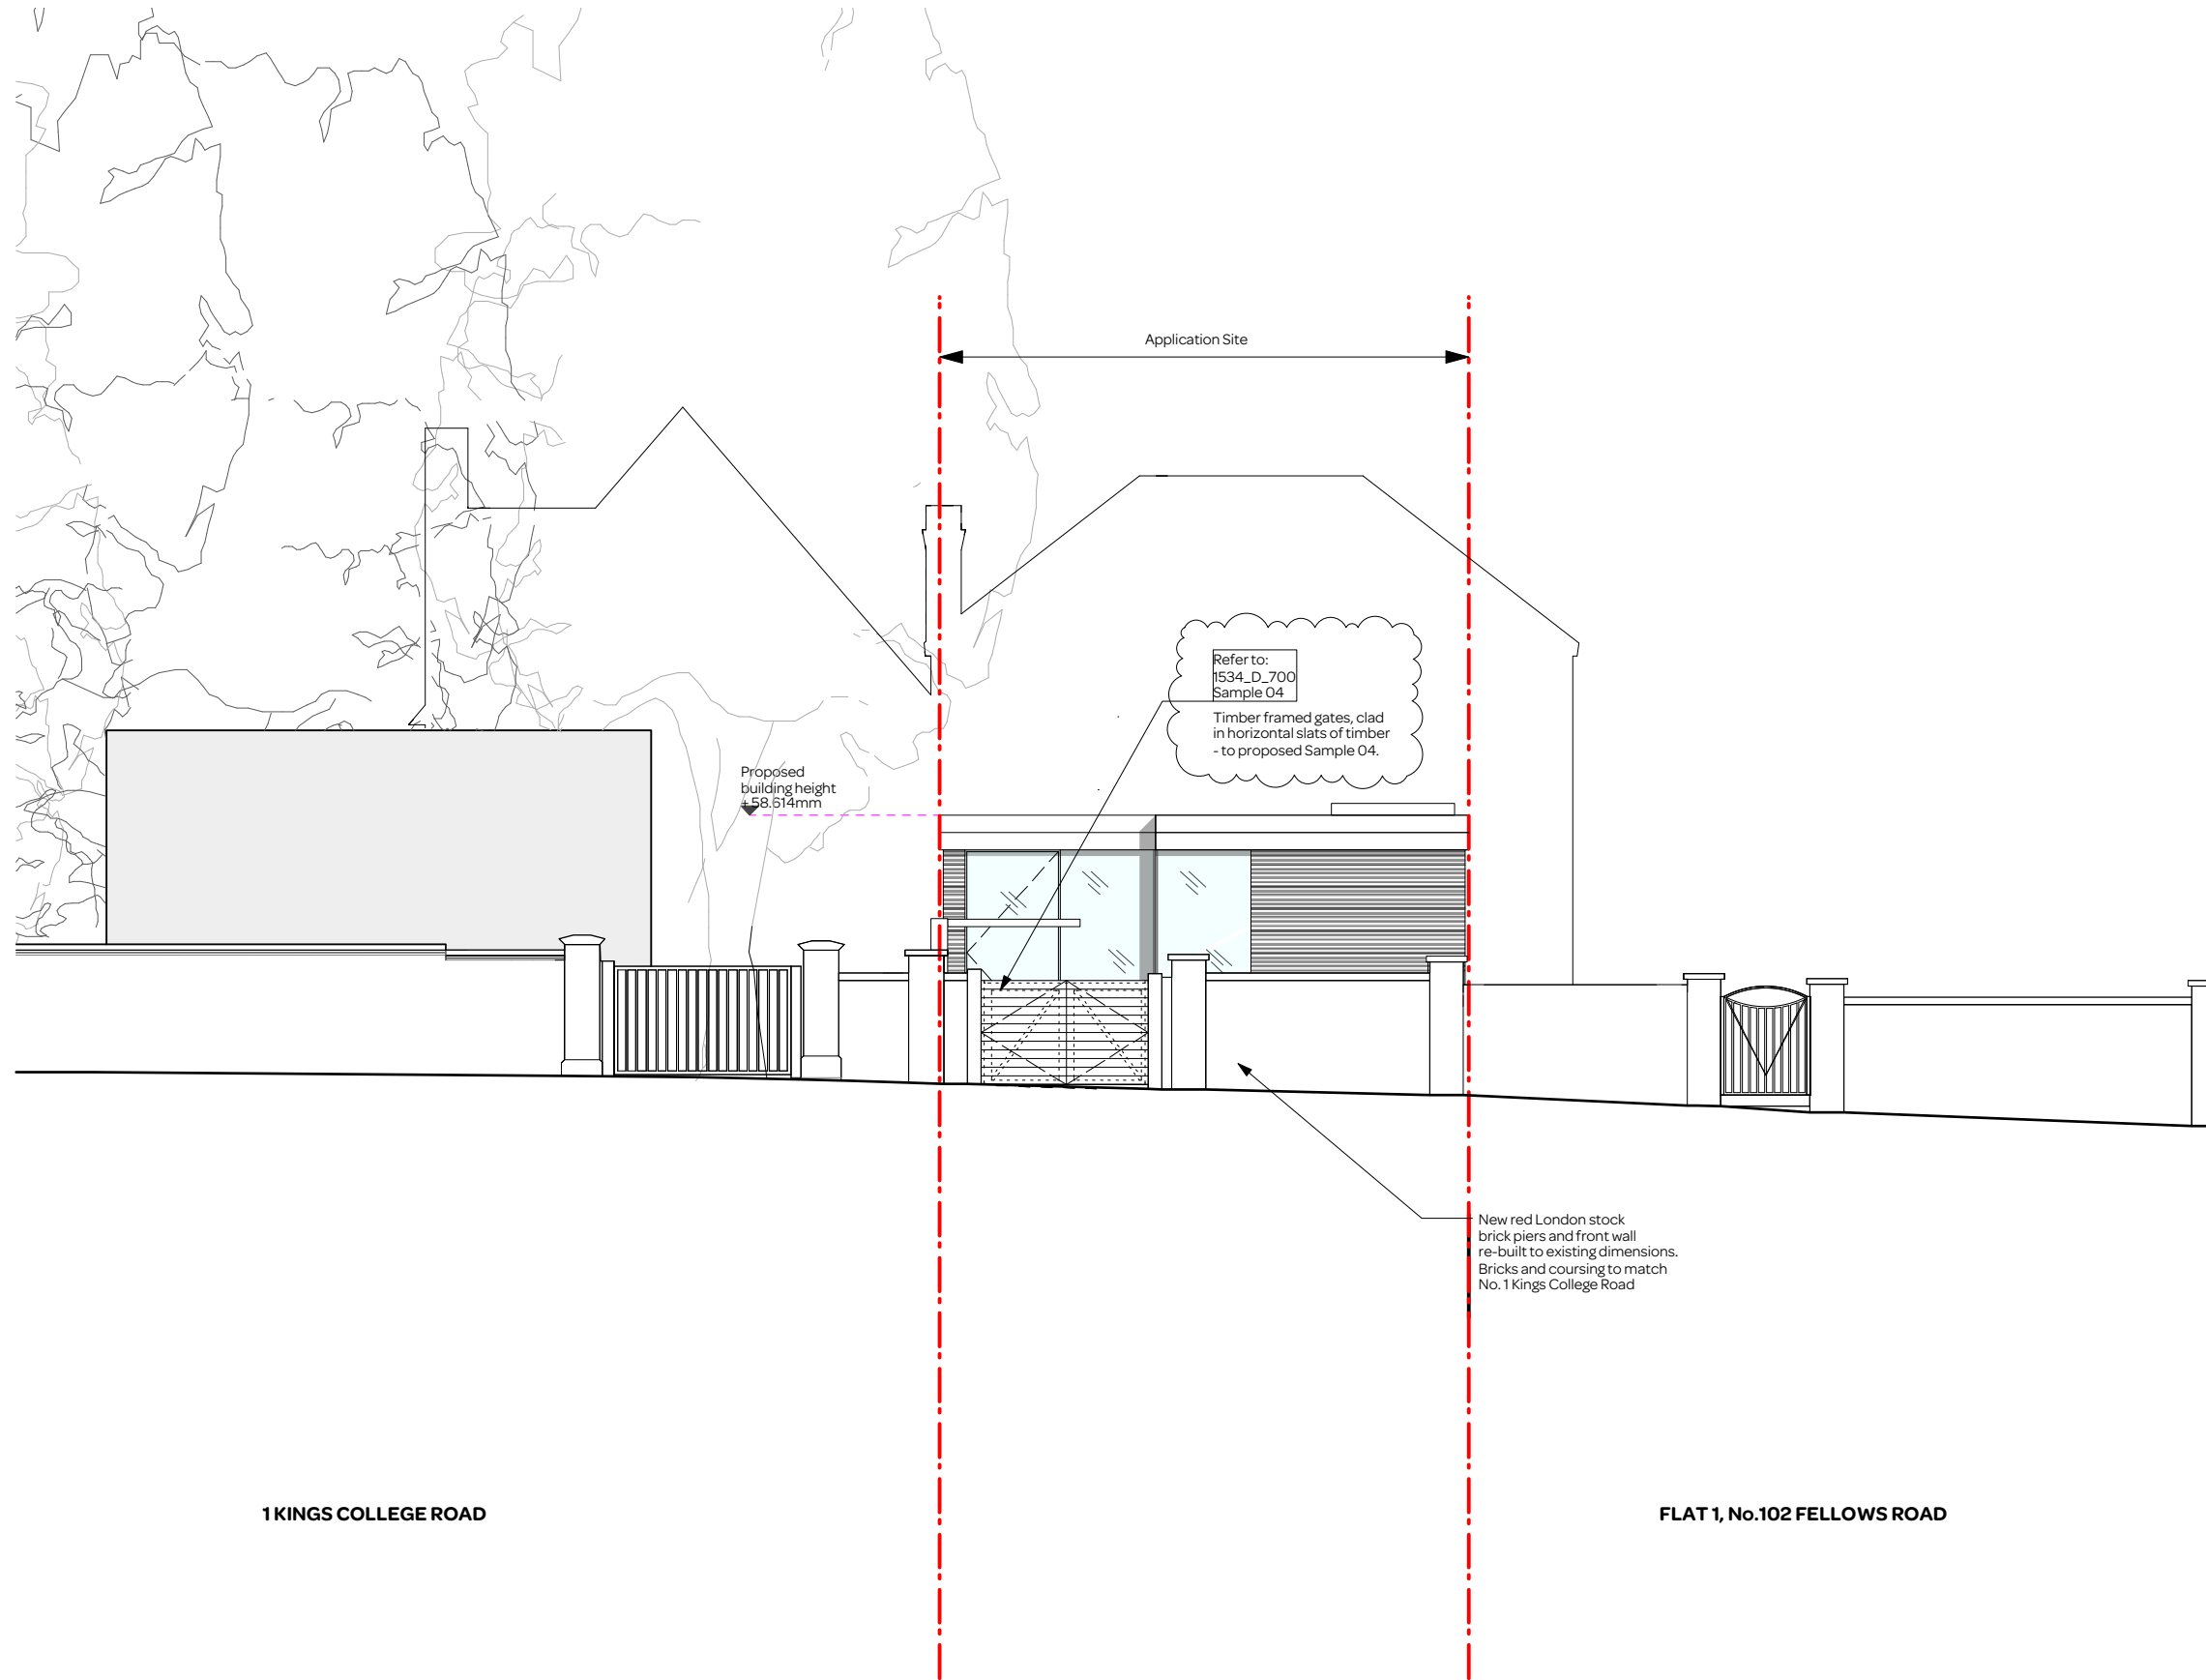 Application Site
Refer to:
1534_D_700
Sample 04
Timber framed gates, clad
in horizontal slats of timber
- to proposed Sample 04.
Proposed
building height
+58.614mm
New red London stock
brick piers and front wall
re-built to existing dimensions.
Bricks and coursing to match
No. 1 Kings College Road
1 KINGS COLLEGE ROAD
FLAT 1, No.102 FELLOWS ROAD